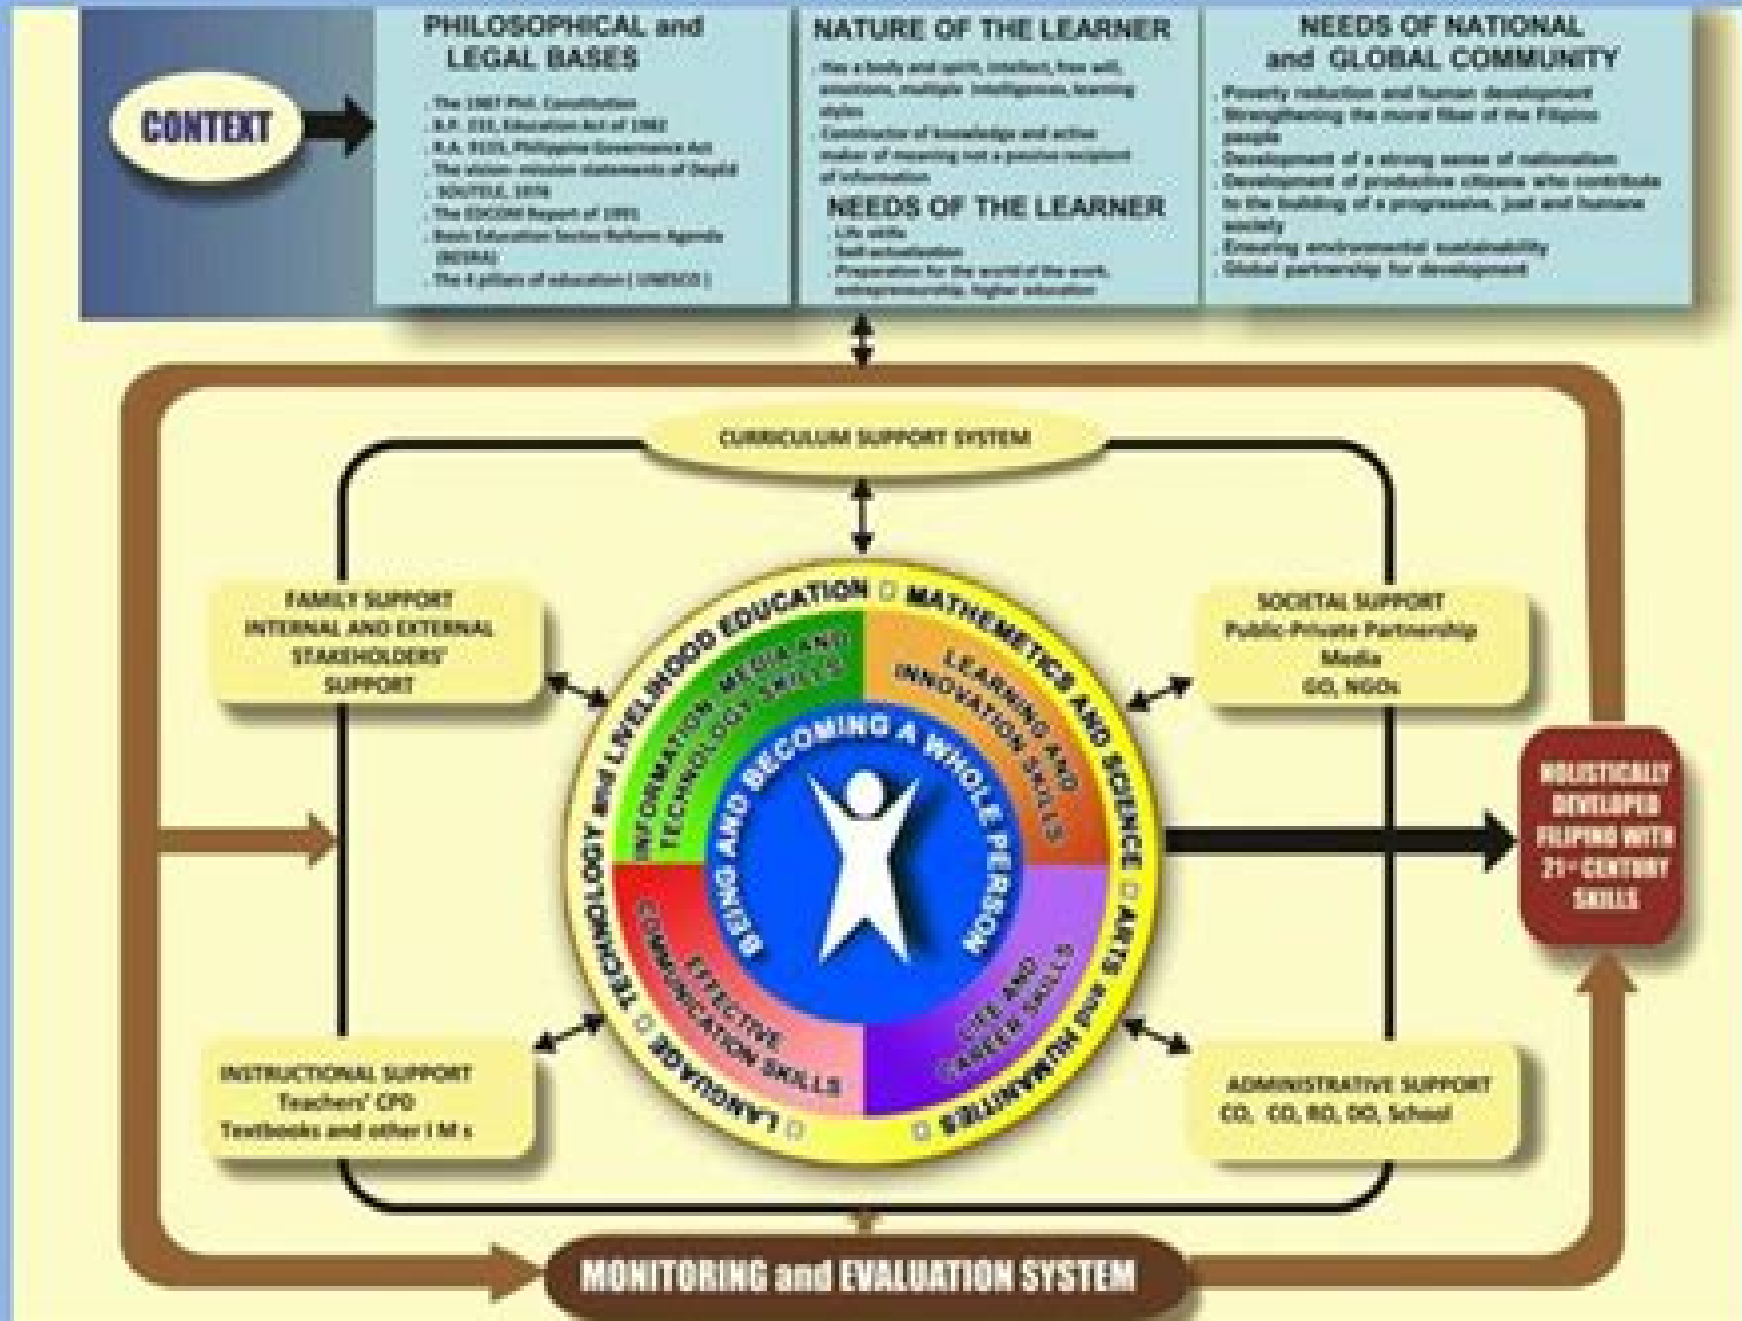 CONTEXT
PHILOSOPHICAL and
LEGAL BASES
. The 1987 Phil. Constitution
. B.P. 232, Education Act of 1982
. R.A. 9155, Philippine Governance Act
. The vision-mission statements of DepEd
. SOUTELE, 1976
. The EDCOM Report of 1991
. Basic Education Sector Reform Agenda
(BESRA)
. The 4 pillars of education ( UNESCO )
NATURE OF THE LEARNER
. Has a body and spirit, intellect, free will,
emotions, multiple intelligences, learning
styles
. Constructor of knowledge and active
maker of meaning not a passive recipient
of information
NEEDS OF THE LEARNER
. Life skills
. Self-actualization
. Preparation for the world of the work,
entrepreneurship, higher education
NEEDS OF NATIONAL
and GLOBAL COMMUNITY
. Poverty reduction and human development
. Strengthening the moral fiber of the Filipino
people
. Development of a strong sense of nationalism
. Development of productive citizens who contribute
to the building of a progressive, just and humane
society
. Ensuring environmental sustainability
. Global partnership for development
CURRICULUM SUPPORT SYSTEM
FAMILY SUPPORT
INTERNAL AND EXTERNAL
STAKEHOLDERS'
SUPPORT
SOCIETAL SUPPORT
Public-Private Partnership
Media
GO, NGOs
TECHNOLOGY and LIVELIHOOD EDUCATION
MATHEMETICS AND SCIENCE
ARTS and HUMANITIES
LANGUAGE
INFORMATION, MEDIA AND
TECHNOLOGY SKILLS
LEARNING AND
INNOVATION SKILLS
EFFECTIVE
COMMUNICATION SKILLS
LIFE AND
CAREER SKILLS
BEING AND BECOMING A WHOLE PERSON
HOLISTICALLY
DEVELOPED
FILIPINO WITH
21st CENTURY
SKILLS
INSTRUCTIONAL SUPPORT
Teachers' CPD
Textbooks and other I M s
ADMINISTRATIVE SUPPORT
CO, CO, RO, DO, School
MONITORING and EVALUATION SYSTEM